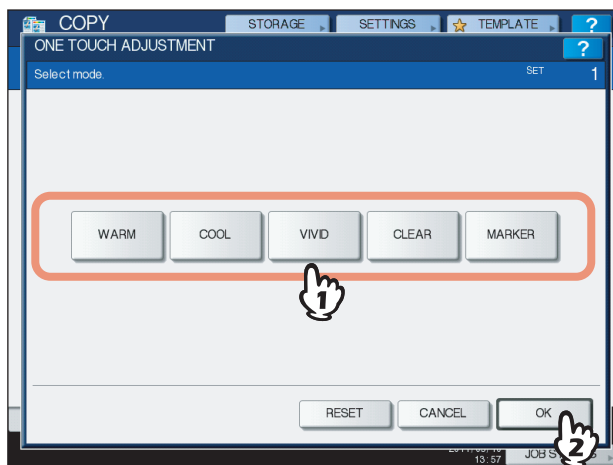 COPY STORAGE SETTINGS TEMPLATE ?
ONE TOUCH ADJUSTMENT ?
Select mode. SET 1
WARM COOL VIVID CLEAR MARKER
1
RESET CANCEL OK
2
13:57 JOB S